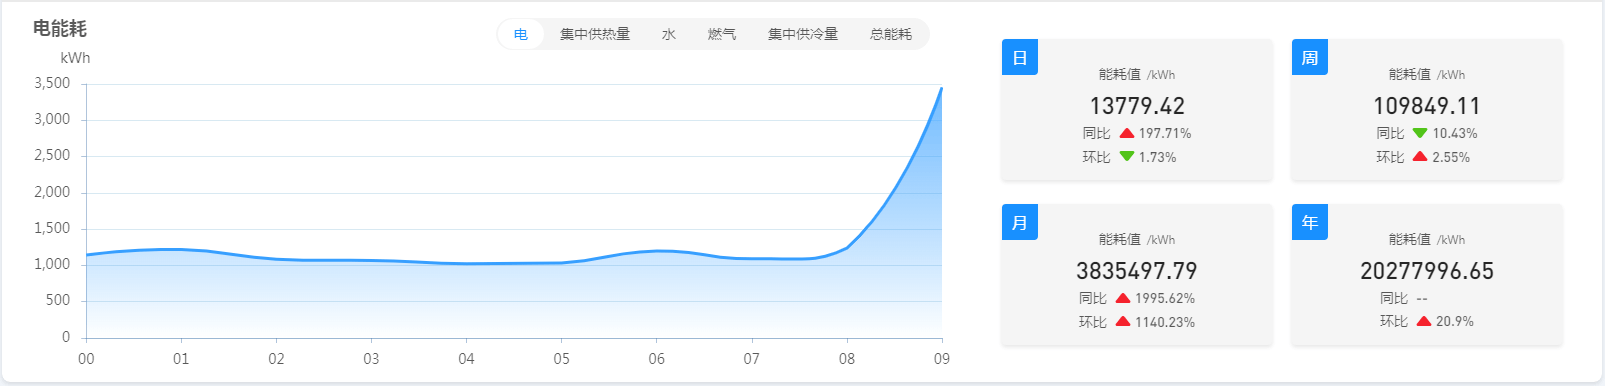 电能耗
电 集中供热量 水 燃气 集中供冷量 总能耗
kWh
3,500
3,000
2,500
2,000
1,500
1,000
500
0
00 01 02 03 04 05 06 07 08 09
日
能耗值 /kWh
13779.42
同比 197.71%
环比 1.73%
周
能耗值 /kWh
109849.11
同比 10.43%
环比 2.55%
月
能耗值 /kWh
3835497.79
同比 1995.62%
环比 1140.23%
年
能耗值 /kWh
20277996.65
同比 --
环比 20.9%